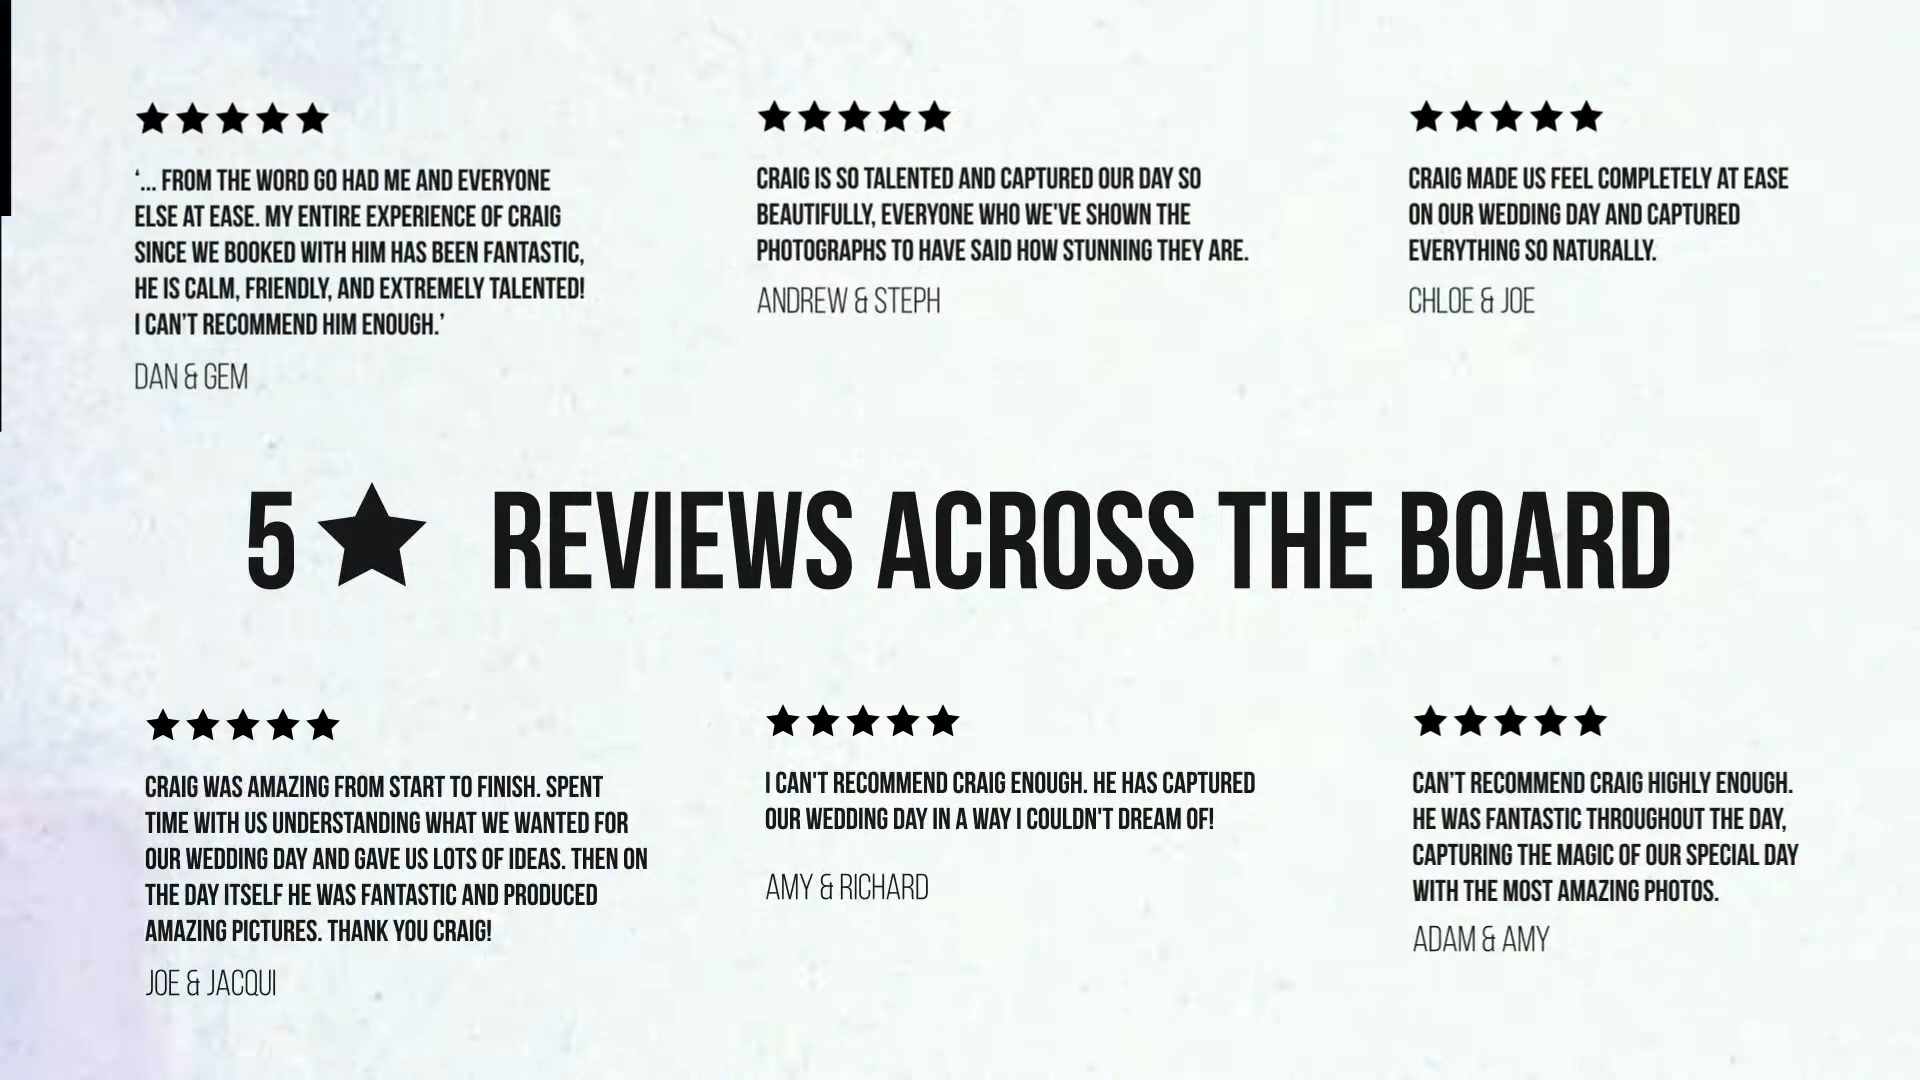 ‘... FROM THE WORD GO HAD ME AND EVERYONE
ELSE AT EASE. MY ENTIRE EXPERIENCE OF CRAIG
SINCE WE BOOKED WITH HIM HAS BEEN FANTASTIC,
HE IS CALM, FRIENDLY, AND EXTREMELY TALENTED!
I CAN’T RECOMMEND HIM ENOUGH.’
DAN & GEM
CRAIG IS SO TALENTED AND CAPTURED OUR DAY SO
BEAUTIFULLY, EVERYONE WHO WE'VE SHOWN THE
PHOTOGRAPHS TO HAVE SAID HOW STUNNING THEY ARE.
ANDREW & STEPH
CRAIG MADE US FEEL COMPLETELY AT EASE
ON OUR WEDDING DAY AND CAPTURED
EVERYTHING SO NATURALLY.
CHLOE & JOE
5 ★ REVIEWS ACROSS THE BOARD
CRAIG WAS AMAZING FROM START TO FINISH. SPENT
TIME WITH US UNDERSTANDING WHAT WE WANTED FOR
OUR WEDDING DAY AND GAVE US LOTS OF IDEAS. THEN ON
THE DAY ITSELF HE WAS FANTASTIC AND PRODUCED
AMAZING PICTURES. THANK YOU CRAIG!
JOE & JACQUI
I CAN'T RECOMMEND CRAIG ENOUGH. HE HAS CAPTURED
OUR WEDDING DAY IN A WAY I COULDN'T DREAM OF!
AMY & RICHARD
CAN’T RECOMMEND CRAIG HIGHLY ENOUGH.
HE WAS FANTASTIC THROUGHOUT THE DAY,
CAPTURING THE MAGIC OF OUR SPECIAL DAY
WITH THE MOST AMAZING PHOTOS.
ADAM & AMY